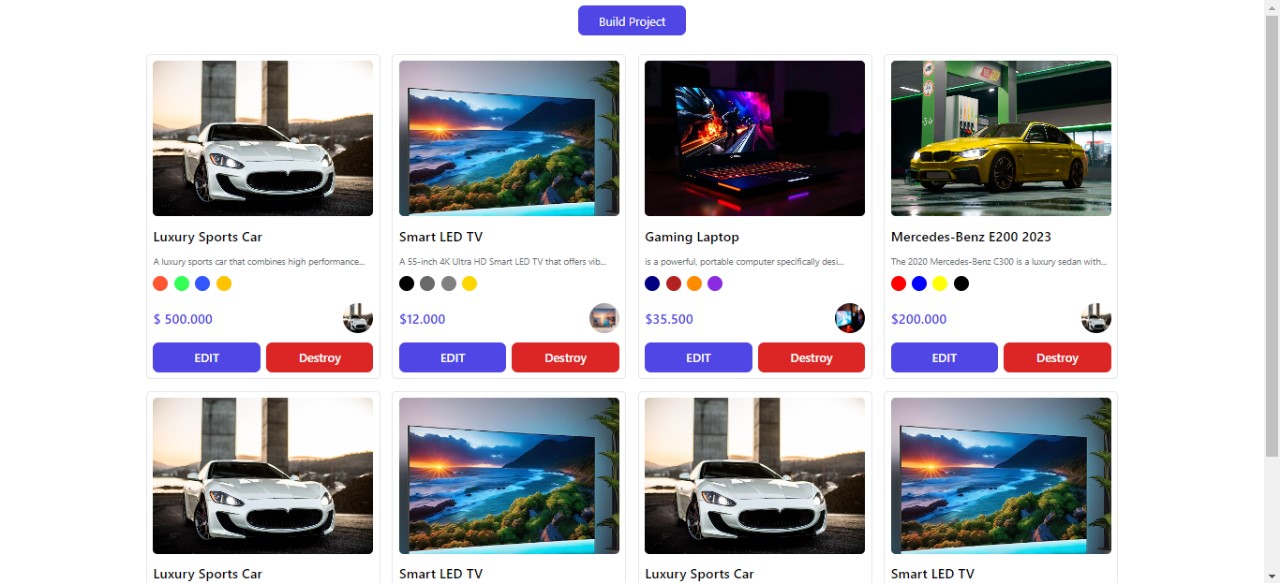 Build Project
Luxury Sports Car
A luxury sports car that combines high performance...
$ 500.000
EDIT
Destroy
Smart LED TV
A 55-inch 4K Ultra HD Smart LED TV that offers vib...
$12.000
EDIT
Destroy
Gaming Laptop
is a powerful, portable computer specifically desi...
$35.500
EDIT
Destroy
Mercedes-Benz E200 2023
The 2020 Mercedes-Benz C300 is a luxury sedan with...
$200.000
EDIT
Destroy
Luxury Sports Car
Smart LED TV
Luxury Sports Car
Smart LED TV